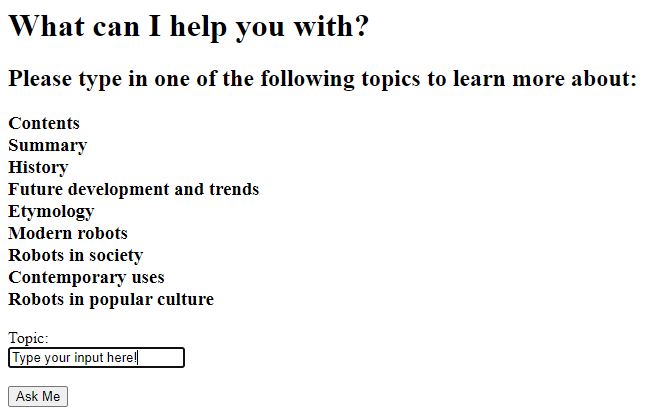 What can I help you with?
Please type in one of the following topics to learn more about:
Contents
Summary
History
Future development and trends
Etymology
Modern robots
Robots in society
Contemporary uses
Robots in popular culture
Topic:
Type your input here!
Ask Me